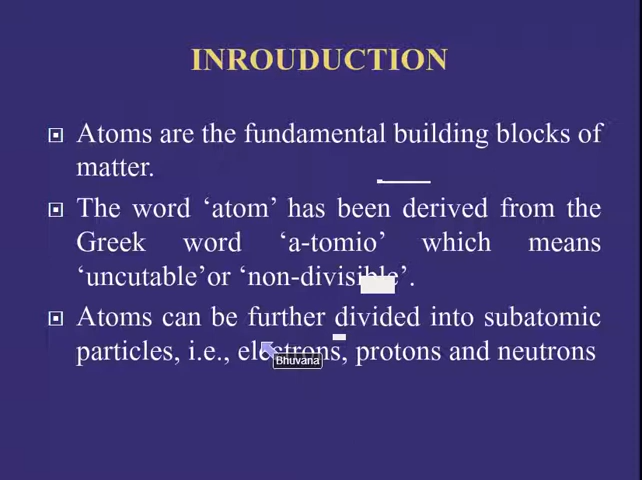 INROUDUCTION
Atoms are the fundamental building blocks of
matter.
The word ‘atom’ has been derived from the
Greek word ‘a-tomio’ which means
‘uncutable’or ‘non-divisible’.
Atoms can be further divided into subatomic
particles, i.e., electrons, protons and neutrons
Bhuvana